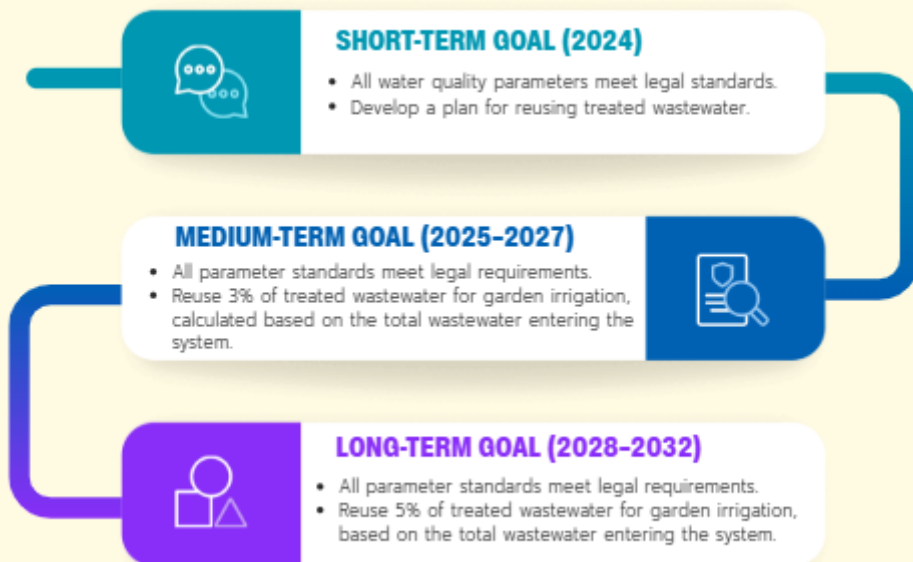 SHORT-TERM GOAL (2024)
• All water quality parameters meet legal standards.
• Develop a plan for reusing treated wastewater.
MEDIUM-TERM GOAL (2025-2027)
• All parameter standards meet legal requirements.
• Reuse 3% of treated wastewater for garden irrigation,
calculated based on the total wastewater entering the
system.
LONG-TERM GOAL (2028-2032)
• All parameter standards meet legal requirements.
• Reuse 5% of treated wastewater for garden irrigation,
based on the total wastewater entering the system.